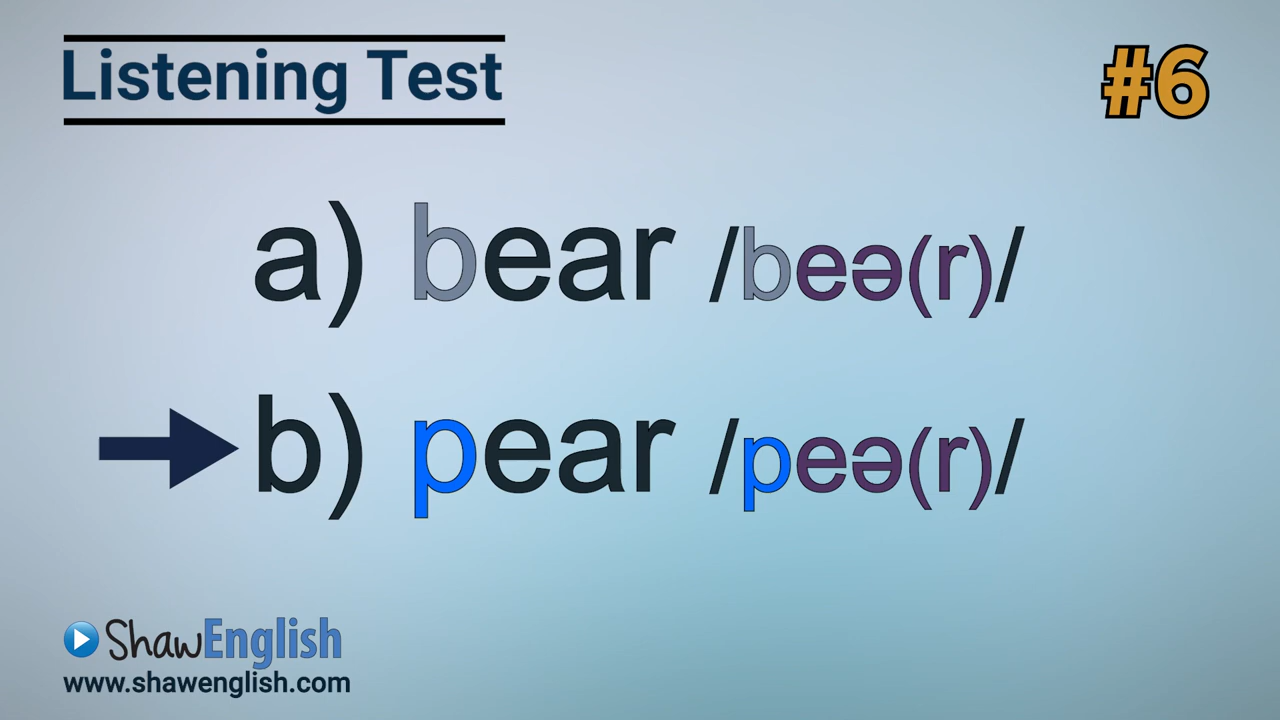 Listening Test
#6
a) bear /beə(r)/
b) pear /peə(r)/
ShawEnglish
www.shawenglish.com